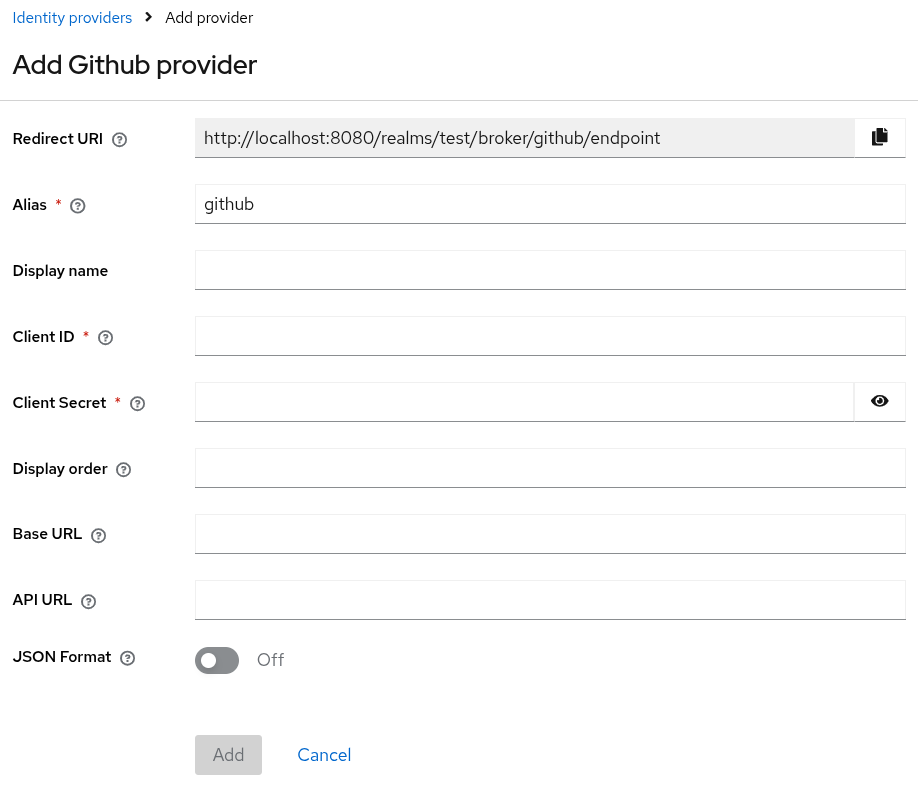 Identity providers > Add provider
Add Github provider
Redirect URI ? http://localhost:8080/realms/test/broker/github/endpoint
Alias * ? github
Display name
Client ID * ?
Client Secret * ?
Display order ?
Base URL ?
API URL ?
JSON Format ? Off
Add Cancel